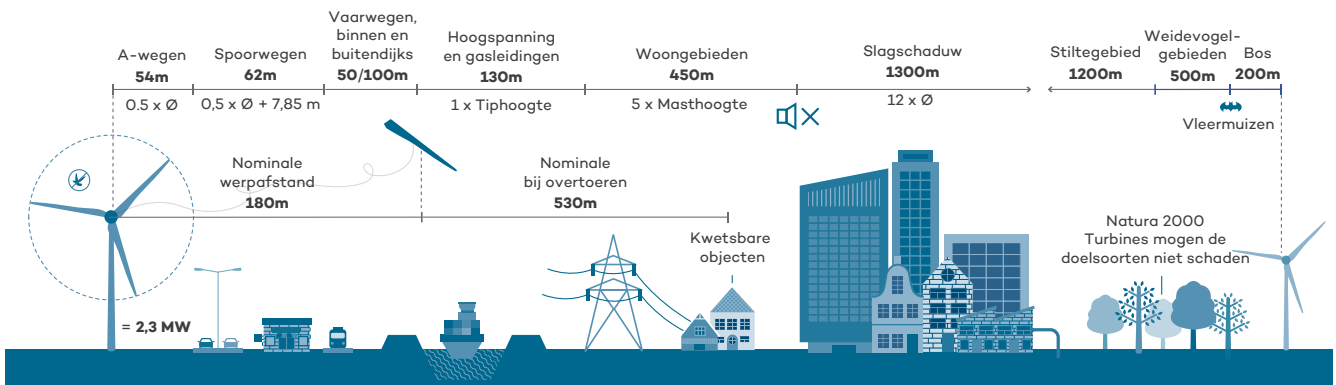 A-wegen
54m
0.5 x Ø
Spoorwegen
62m
0,5 x Ø + 7,85 m
Vaarwegen,
binnen en
buitendijks
50/100m
Hoogspanning
en gasleidingen
130m
1 x Tiphoogte
Woongebieden
450m
5 x Masthoogte
Slagschaduw
1300m
12 x Ø
Stiltegebied
1200m
Weidevogel-
gebieden
500m
Bos
200m
Vleermuizen
Nominale
werpafstand
180m
Nominale
bij overtoeren
530m
Kwetsbare
objecten
Natura 2000
Turbines mogen de
doelsoorten niet schaden
= 2,3 MW